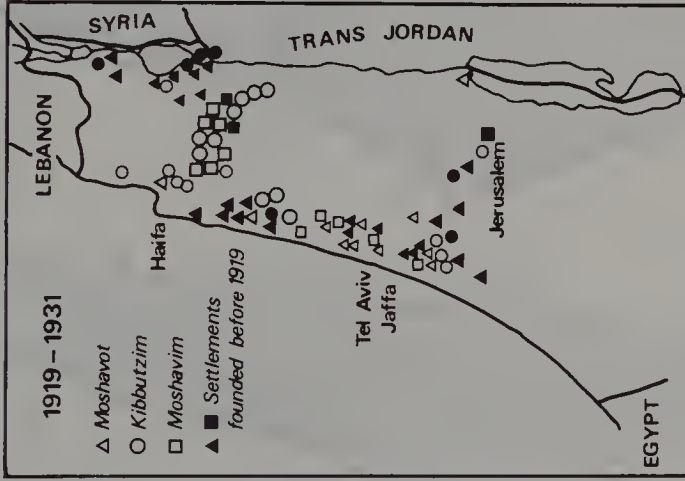 SYRIA
TRANS JORDAN
LEBANON
Haifa
Jerusalem
Tel Aviv
Jaffa
EGYPT
1919–1931
△ Moshavot
○ Kibbutzim
□ Moshavim
▲ ■ Settlements
founded before 1919